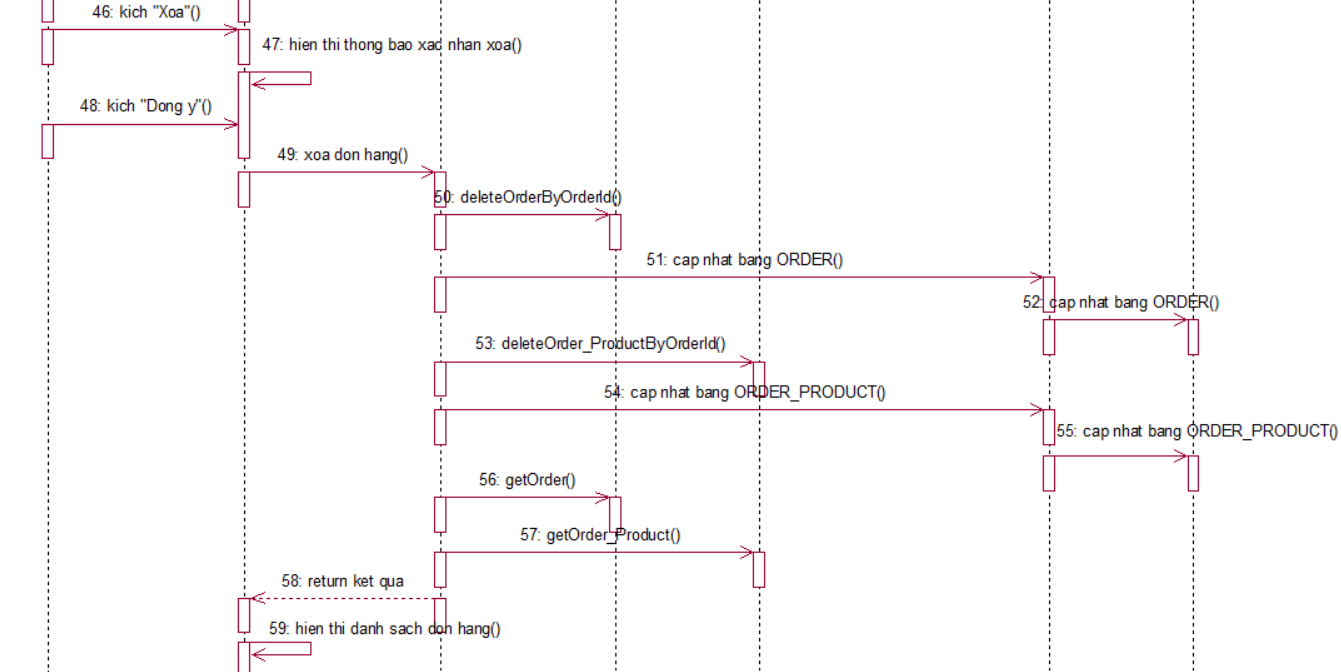 46: kich "Xoa"()
47: hien thi thong bao xac nhan xoa()
48: kich "Dong y"()
49: xoa don hang()
50: deleteOrderByOrderId()
51: cap nhat bang ORDER()
52: cap nhat bang ORDER()
53: deleteOrder_ProductByOrderId()
54: cap nhat bang ORDER_PRODUCT()
55: cap nhat bang ORDER_PRODUCT()
56: getOrder()
57: getOrder_Product()
58: return ket qua
59: hien thi danh sach don hang()